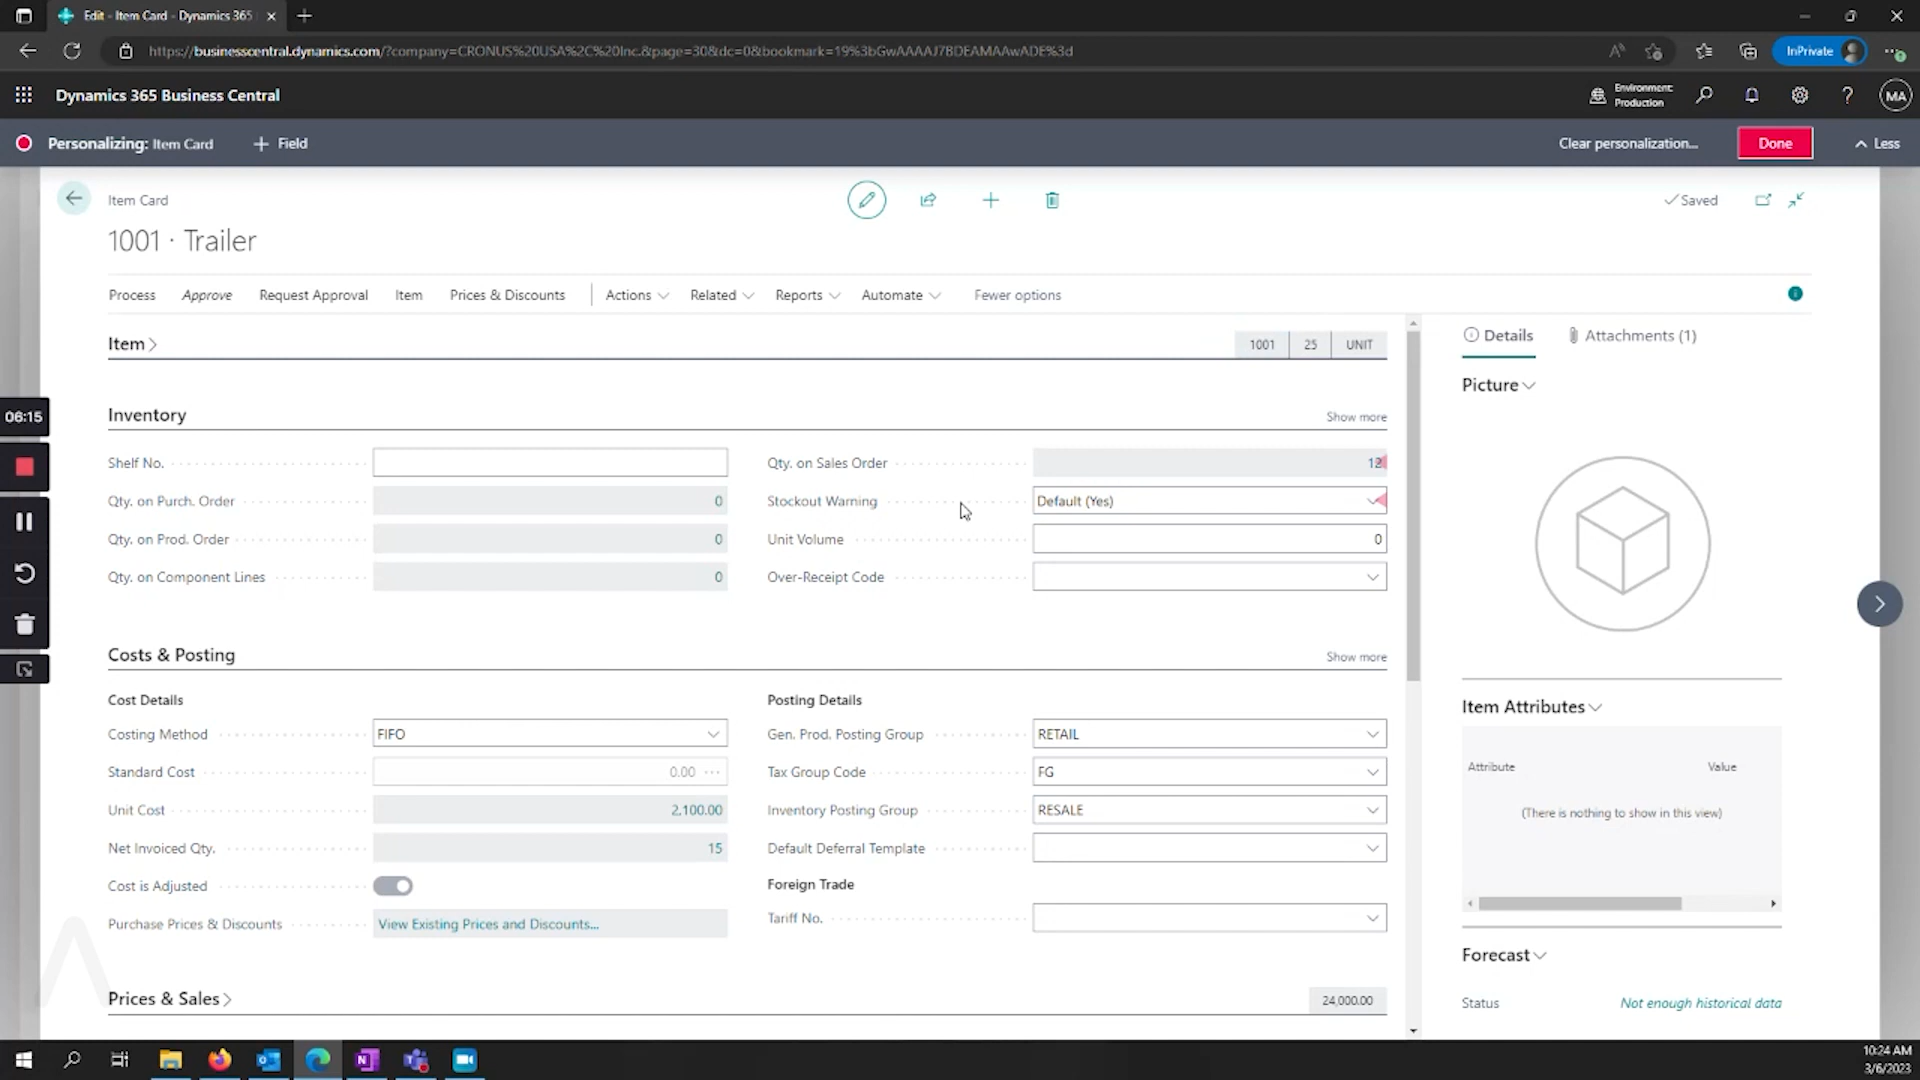 Edit - Item Card - Dynamics 365
https://businesscentral.dynamics.com/?company=CRONUS%20USA%2C%20Inc.&page=30&dc=0&bookmark=19%3bGwAAAAJ7BDEAMAAwADE%3d
InPrivate
Dynamics 365 Business Central
Environment:
Production
?
MA
Personalizing: Item Card
Field
Clear personalization...
Done
Less
Item Card
Saved
1001 · Trailer
Process
Approve
Request Approval
Item
Prices & Discounts
Actions
Related
Reports
Automate
Fewer options
Item
1001
25
UNIT
Details
Attachments (1)
Picture
06:15
Inventory
Show more
Shelf No.
Qty. on Purch. Order 0
Qty. on Prod. Order 0
Qty. on Component Lines 0
Qty. on Sales Order 12
Stockout Warning Default (Yes)
Unit Volume 0
Over-Receipt Code
Costs & Posting
Show more
Cost Details
Costing Method FIFO
Standard Cost 0.00 ...
Unit Cost 2,100.00
Net Invoiced Qty. 15
Cost is Adjusted
Purchase Prices & Discounts View Existing Prices and Discounts...
Posting Details
Gen. Prod. Posting Group RETAIL
Tax Group Code FG
Inventory Posting Group RESALE
Default Deferral Template
Foreign Trade
Tariff No.
Prices & Sales
24,000.00
Item Attributes
Attribute Value
(There is nothing to show in this view)
Forecast
Status Not enough historical data
10:24 AM
3/6/2023